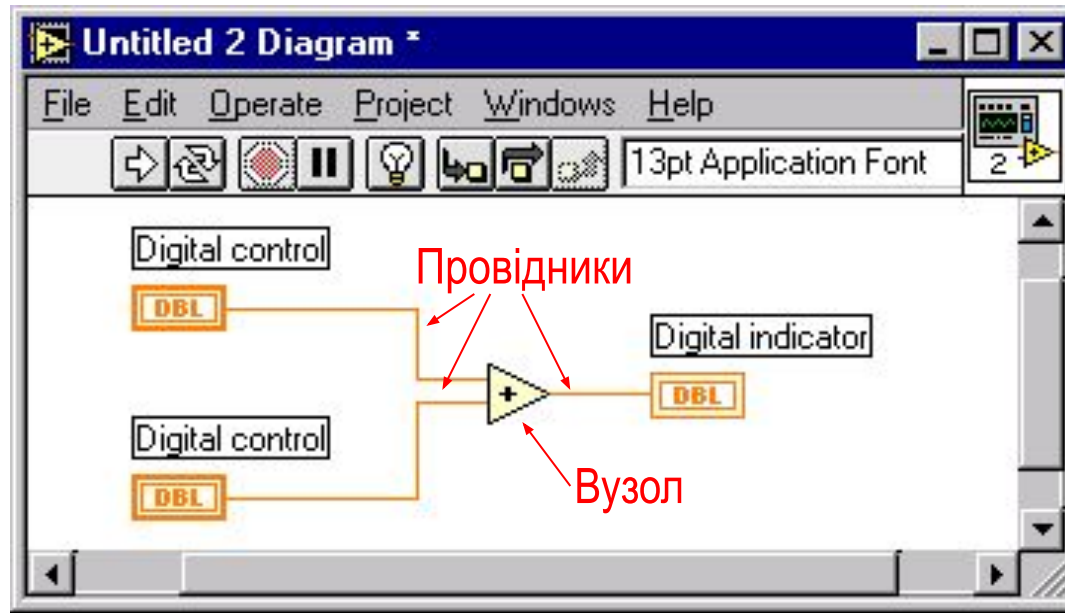 Untitled 2 Diagram *
File Edit Operate Project Windows Help
13pt Application Font
2
Digital control
DBL
Провідники
Digital indicator
DBL
+
Digital control
DBL
Вузол